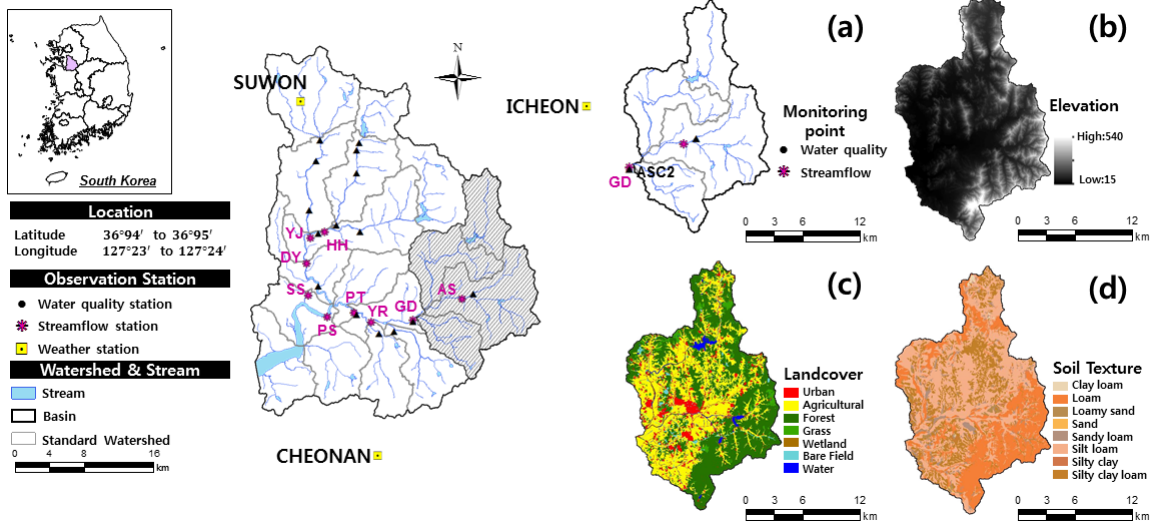 South Korea
Location
Latitude 36°94′ to 36°95′
Longitude 127°23′ to 127°24′
Observation Station
Water quality station
Streamflow station
Weather station
Watershed & Stream
Stream
Basin
Standard Watershed
0 4 8 16
km
N
SUWON
ICHEON
CHEONAN
YJ
HH
DY
SS
PT
GD
AS
PS
YR
(a)
Monitoring
point
Water quality
Streamflow
ASC2
GD
0 3 6 12
km
(b)
Elevation
High:540
Low:15
0 3 6 12
km
(c)
Landcover
Urban
Agricultural
Forest
Grass
Wetland
Bare Field
Water
0 3 6 12
km
(d)
Soil Texture
Clay loam
Loam
Loamy sand
Sand
Sandy loam
Silt loam
Silty clay
Silty clay loam
0 3 6 12
km